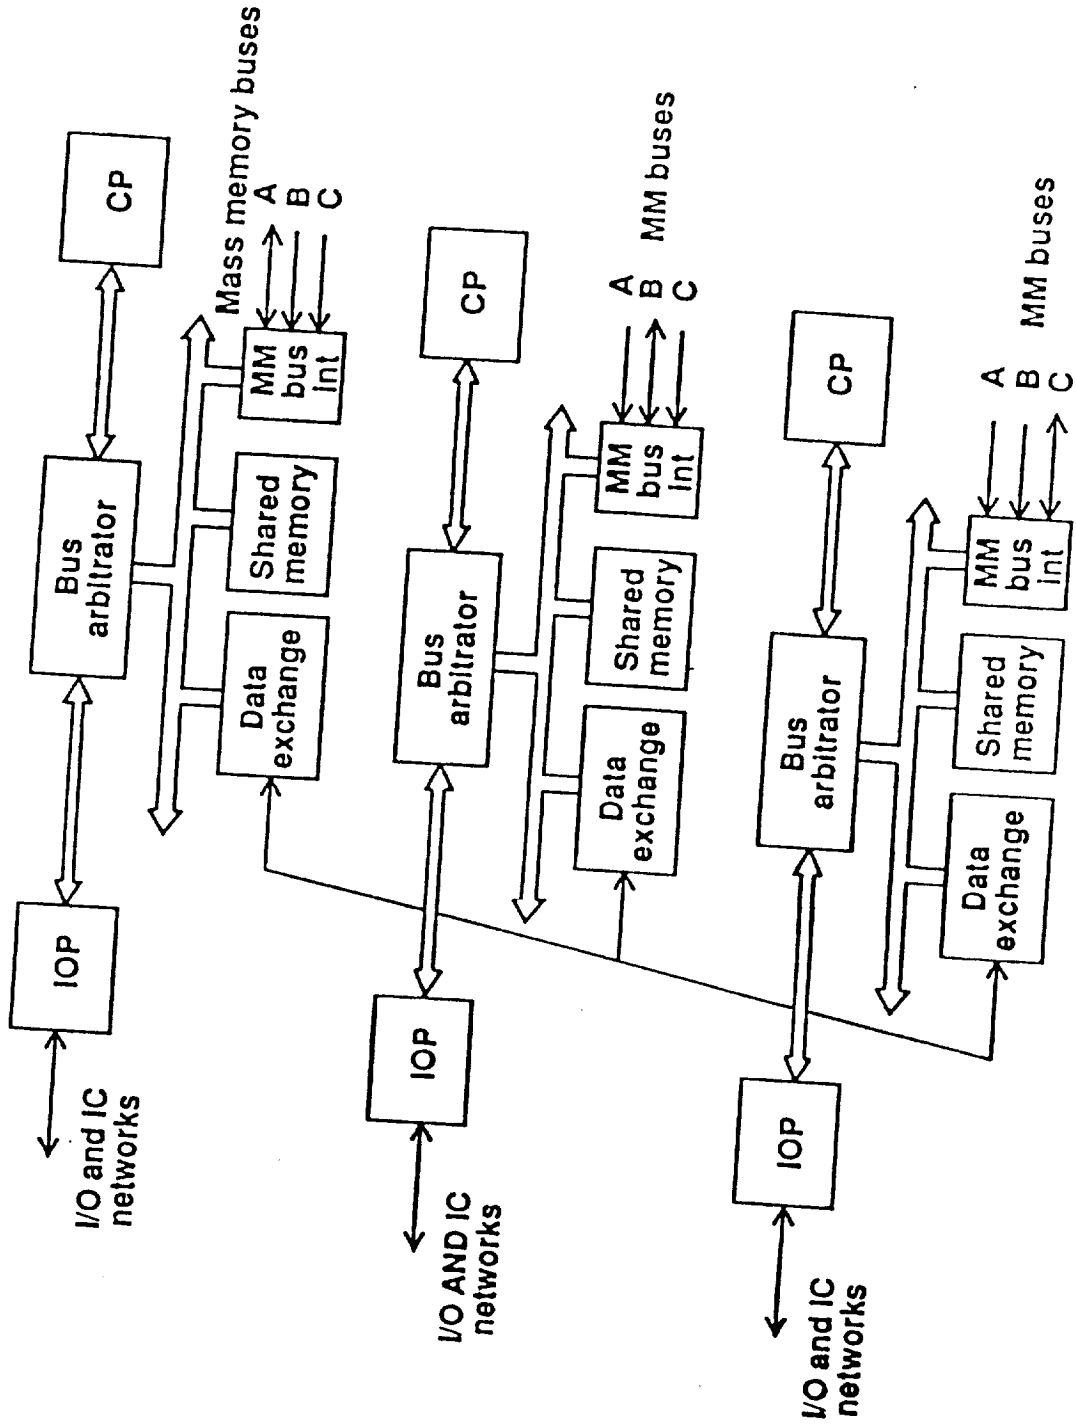 I/O and IC
networks
IOP
Bus
arbitrator
CP
Data
exchange
Shared
memory
MM
bus
int
Mass memory buses
A
B
C
I/O AND IC
networks
IOP
Bus
arbitrator
CP
Data
exchange
Shared
memory
MM
bus
int
A
B
C
MM buses
I/O and IC
networks
IOP
Bus
arbitrator
CP
Data
exchange
Shared
memory
MM
bus
int
A
B
C
MM buses